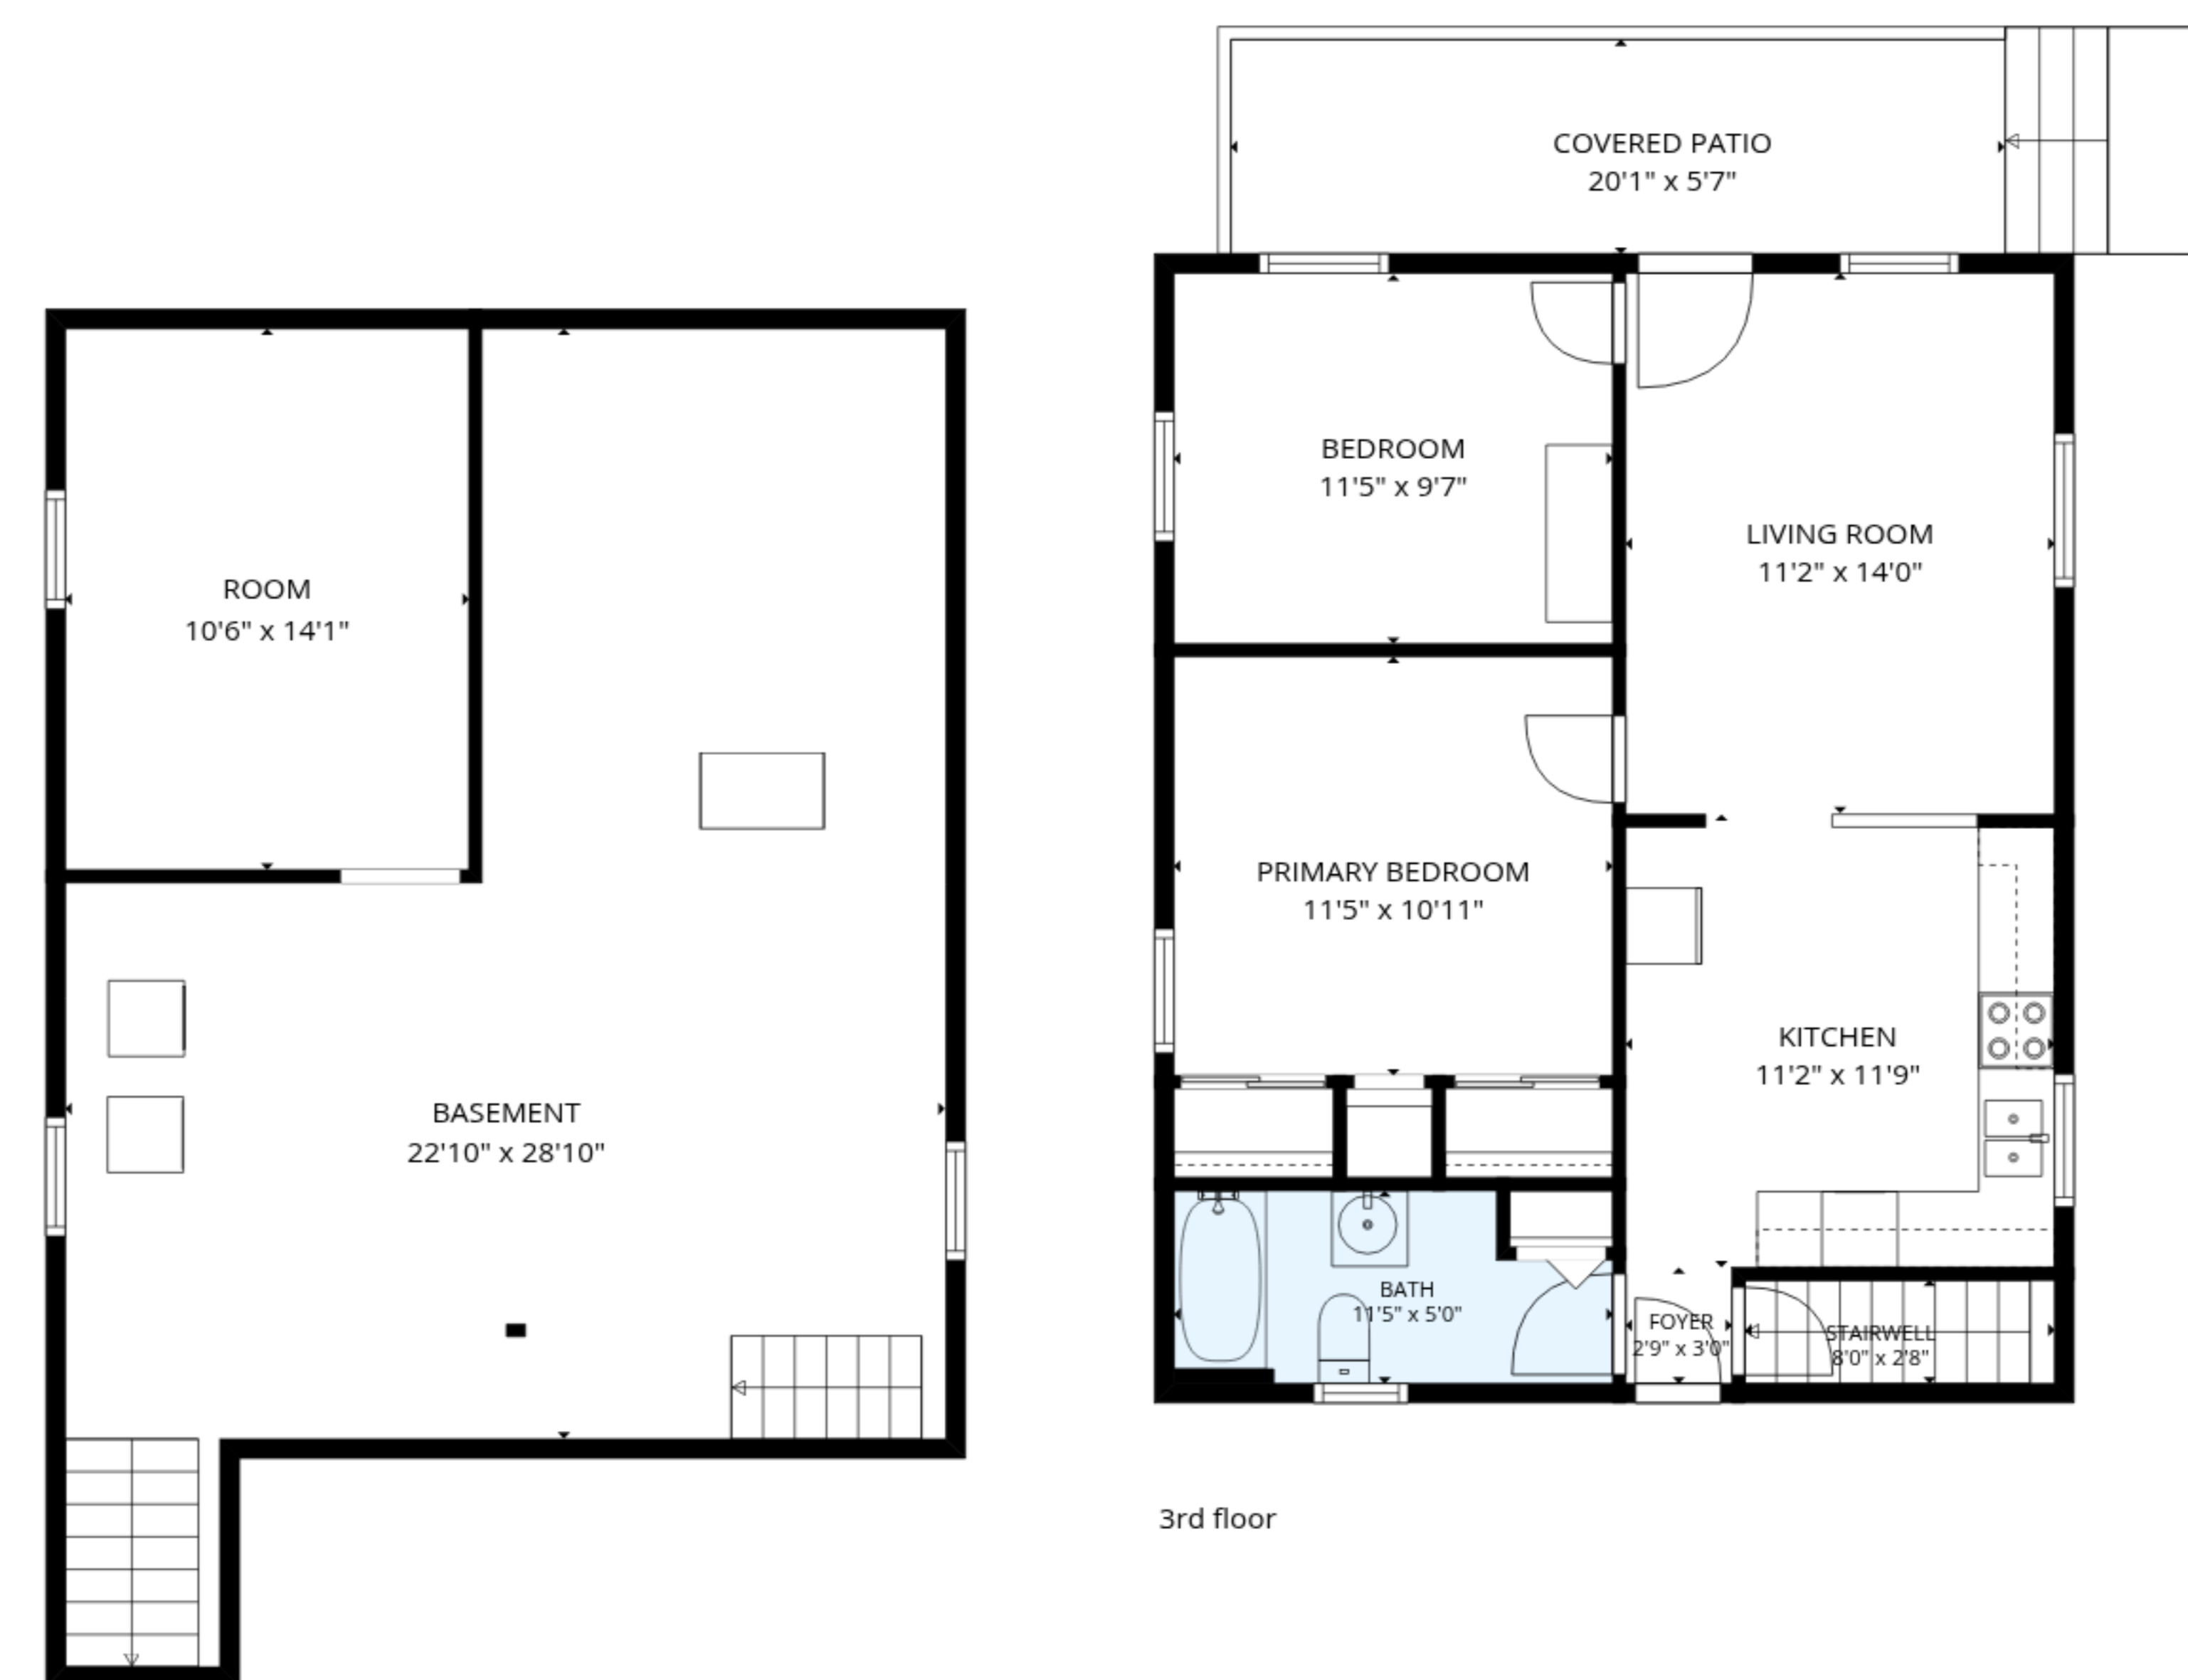 COVERED PATIO
20'1" x 5'7"
BEDROOM
11'5" x 9'7"
LIVING ROOM
11'2" x 14'0"
ROOM
10'6" x 14'1"
PRIMARY BEDROOM
11'5" x 10'11"
KITCHEN
11'2" x 11'9"
BASEMENT
22'10" x 28'10"
BATH
11'5" x 5'0"
FOYER
2'9" x 3'0"
STAIRWELL
8'0" x 2'8"
3rd floor